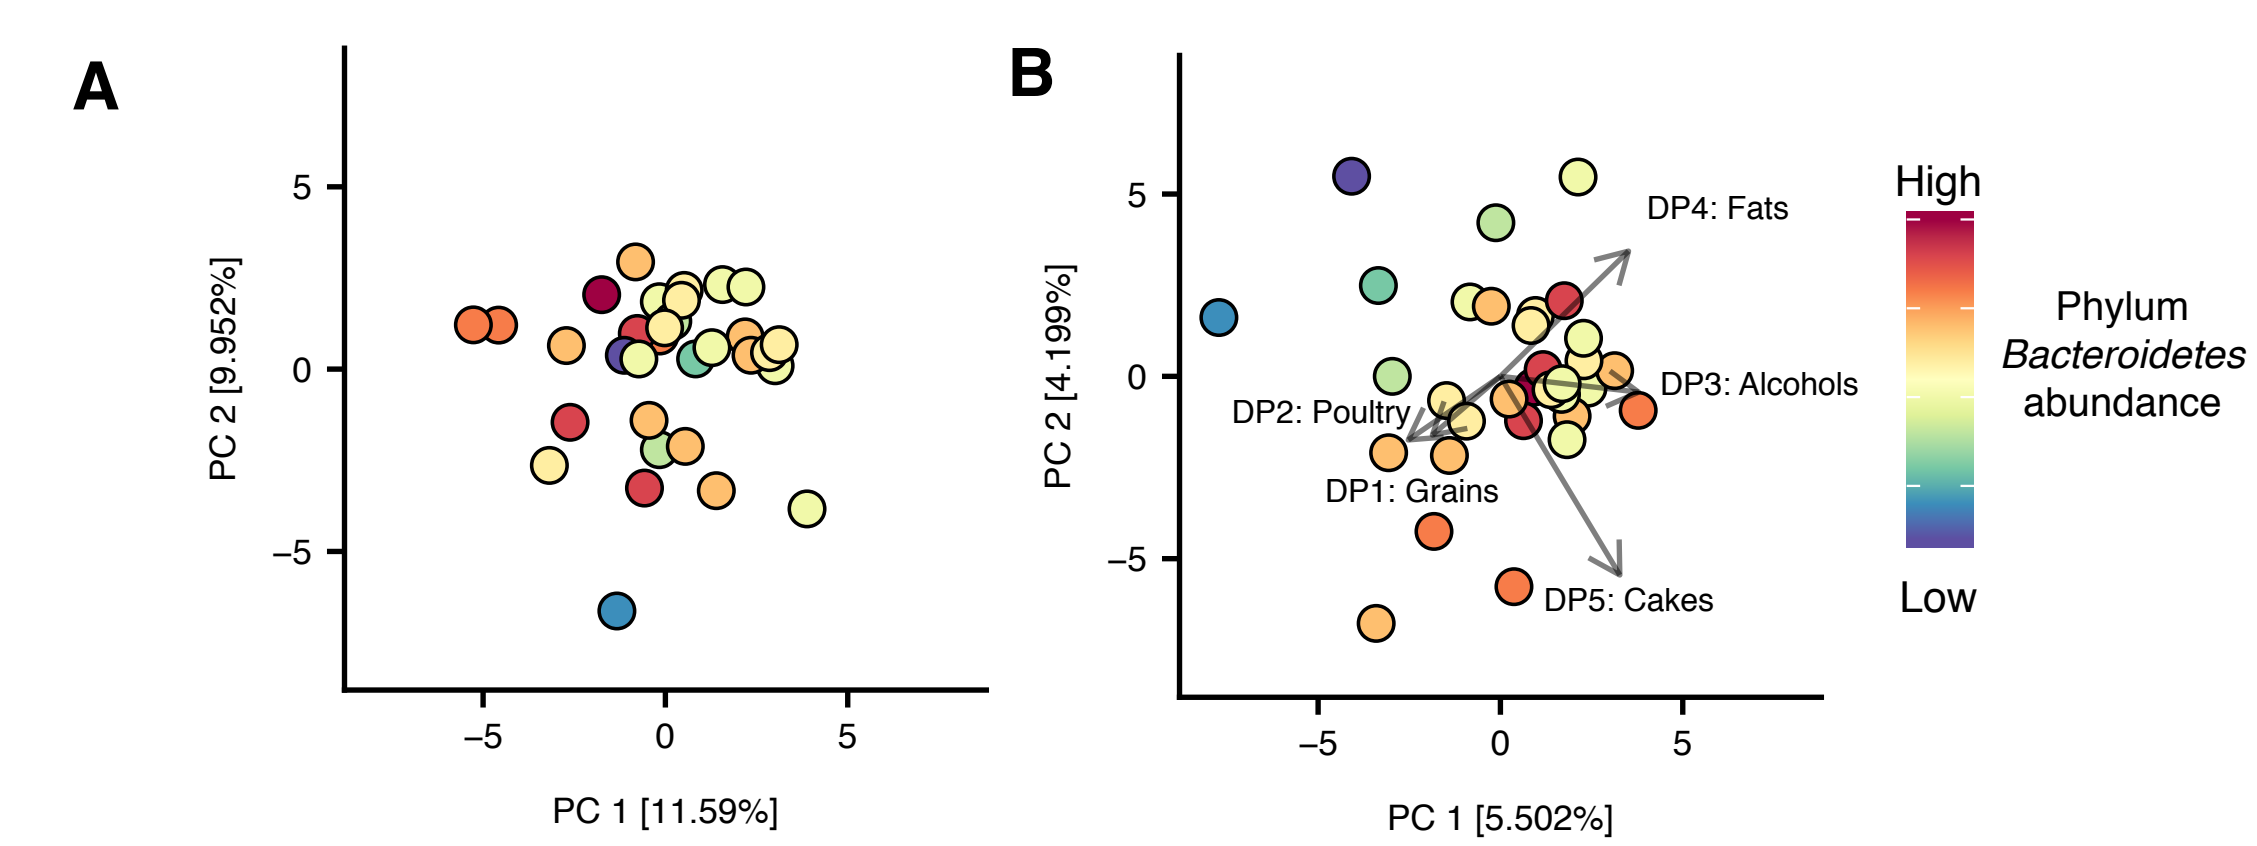 A
5
0
−5
PC 2 [9.952%]
−5
0
5
PC 1 [11.59%]
B
5
0
−5
PC 2 [4.199%]
DP4: Fats
DP3: Alcohols
DP2: Poultry
DP1: Grains
DP5: Cakes
−5
0
5
PC 1 [5.502%]
High
Low
Phylum
Bacteroidetes
abundance